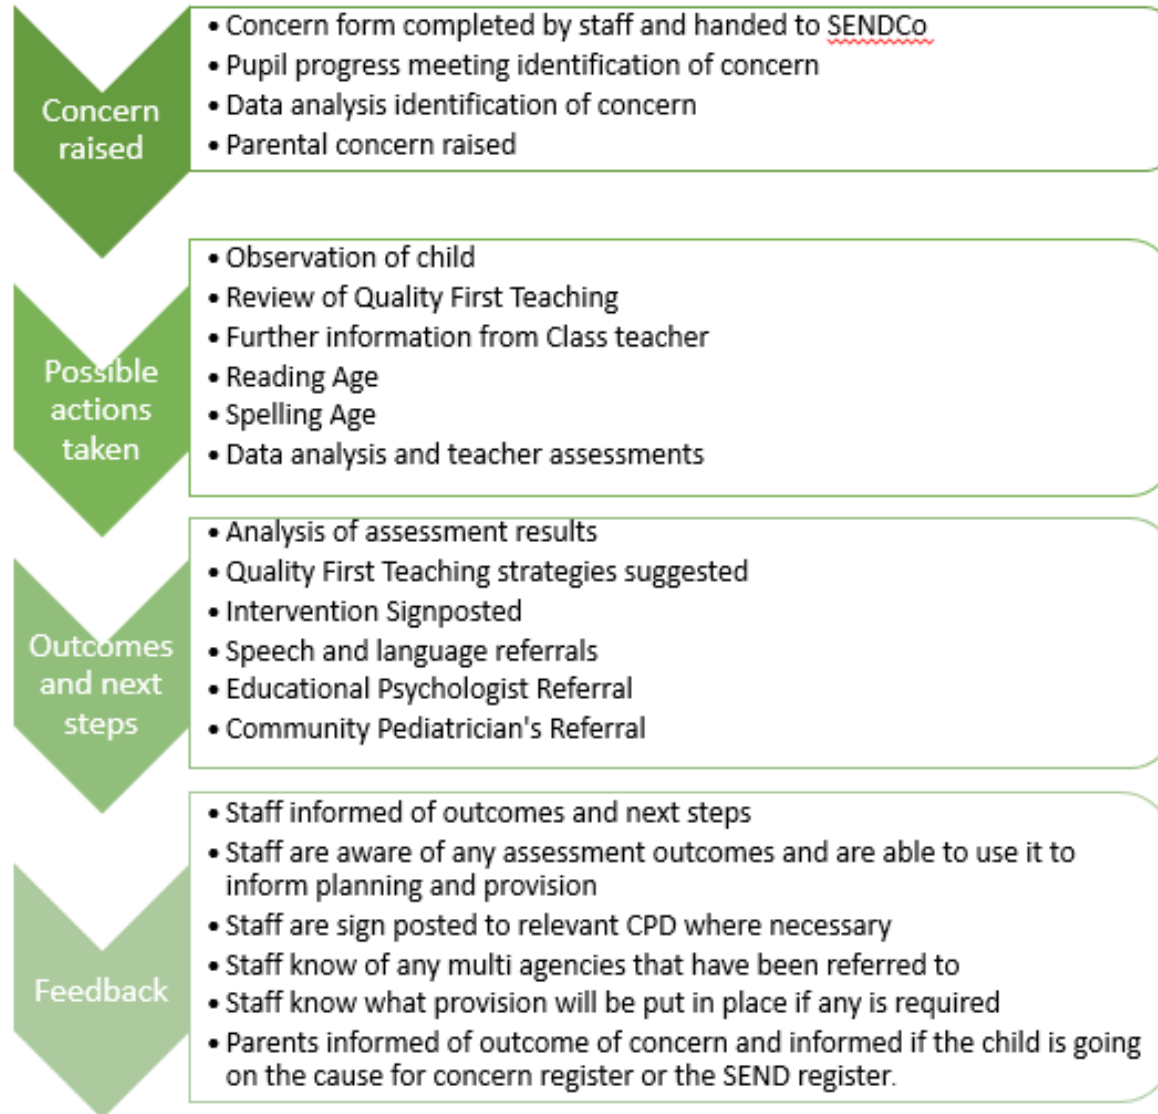 Concern
raised
• Concern form completed by staff and handed to SENDCo
• Pupil progress meeting identification of concern
• Data analysis identification of concern
• Parental concern raised
Possible
actions
taken
• Observation of child
• Review of Quality First Teaching
• Further information from Class teacher
• Reading Age
• Spelling Age
• Data analysis and teacher assessments
Outcomes
and next
steps
• Analysis of assessment results
• Quality First Teaching strategies suggested
• Intervention Signposted
• Speech and language referrals
• Educational Psychologist Referral
• Community Pediatrician's Referral
Feedback
• Staff informed of outcomes and next steps
• Staff are aware of any assessment outcomes and are able to use it to
inform planning and provision
• Staff are sign posted to relevant CPD where necessary
• Staff know of any multi agencies that have been referred to
• Staff know what provision will be put in place if any is required
• Parents informed of outcome of concern and informed if the child is going
on the cause for concern register or the SEND register.